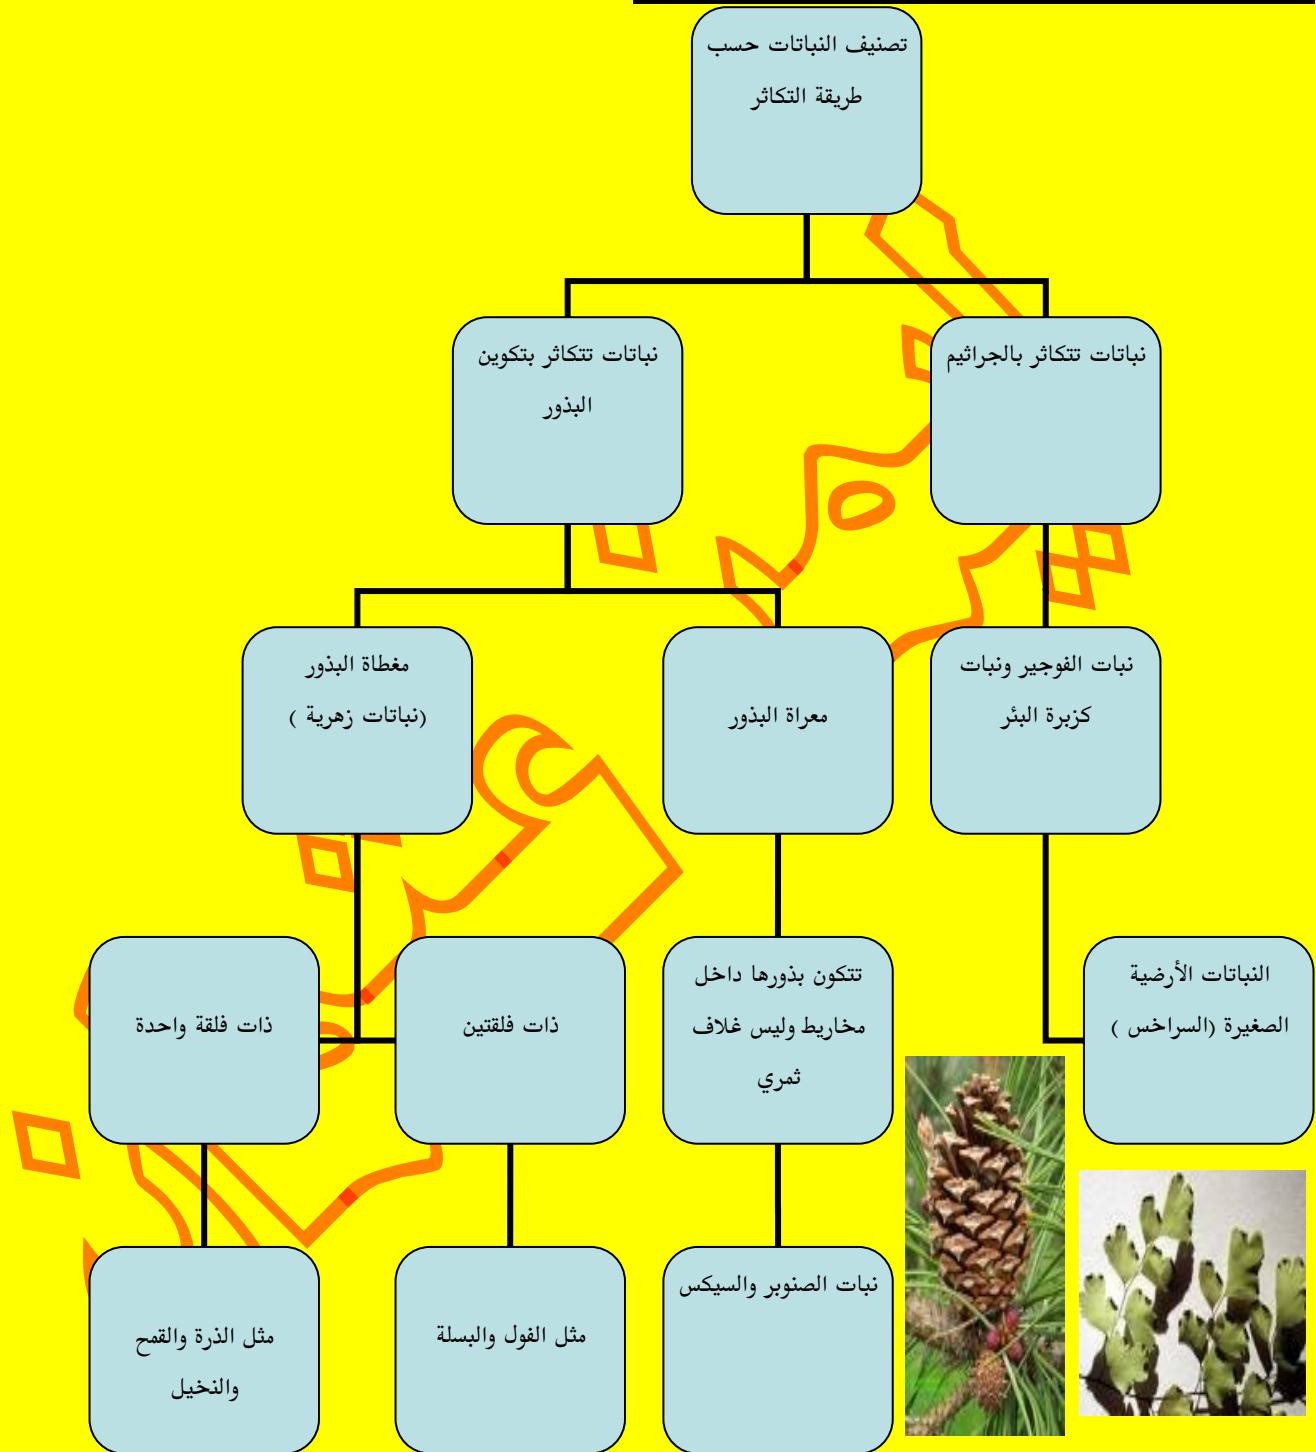 تصنيف النباتات حسب
طريقة التكاثر
نباتات تتكاثر بالجراثيم
نباتات تتكاثر بتكوين
البذور
نبات الفوجير ونبات
كزبرة البئر
معراة البذور
مغطاة البذور
(نباتات زهرية )
النباتات الأرضية
الصغيرة (السراخس )
تتكون بذورها داخل
مخاريط وليس غلاف
ثمري
ذات فلقتين
ذات فلقة واحدة
نبات الصنوبر والسيكس
مثل الفول والبسلة
مثل الذرة والقمح
والنخيل